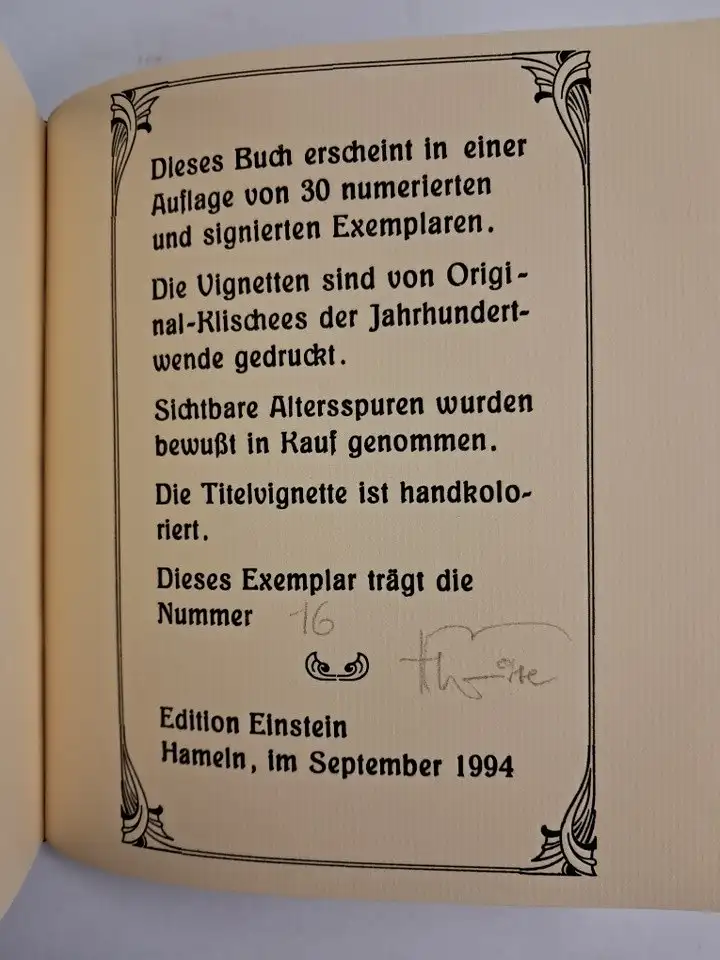 Dieses Buch erscheint in einer
Auflage von 30 numerierten
und signierten Exemplaren.
Die Vignetten sind von Origi-
nal-Klischees der Jahrhundert-
wende gedruckt.
Sichtbare Altersspuren wurden
bewußt in Kauf genommen.
Die Titelvignette ist handkolo-
riert.
Dieses Exemplar trägt die
Nummer 16
Edition Einstein
Hameln, im September 1994